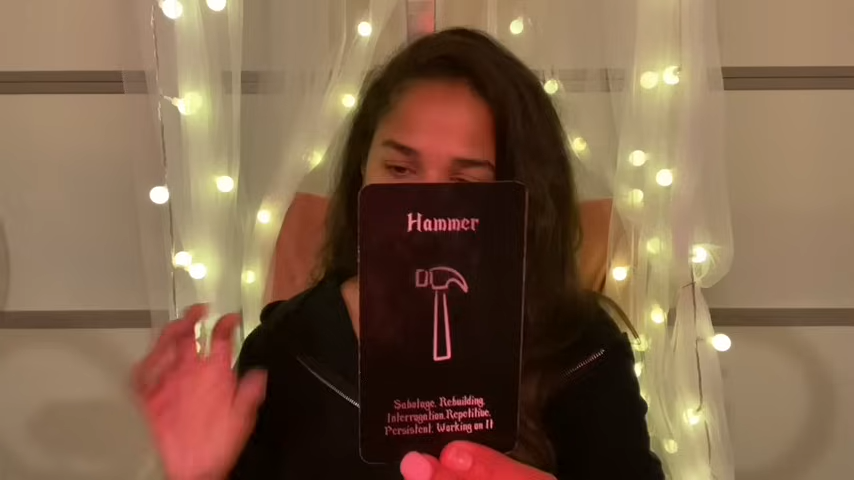 Hammer
Sabotage. Rebuilding.
Interrogation.Repetitive.
Persistent. Working on It